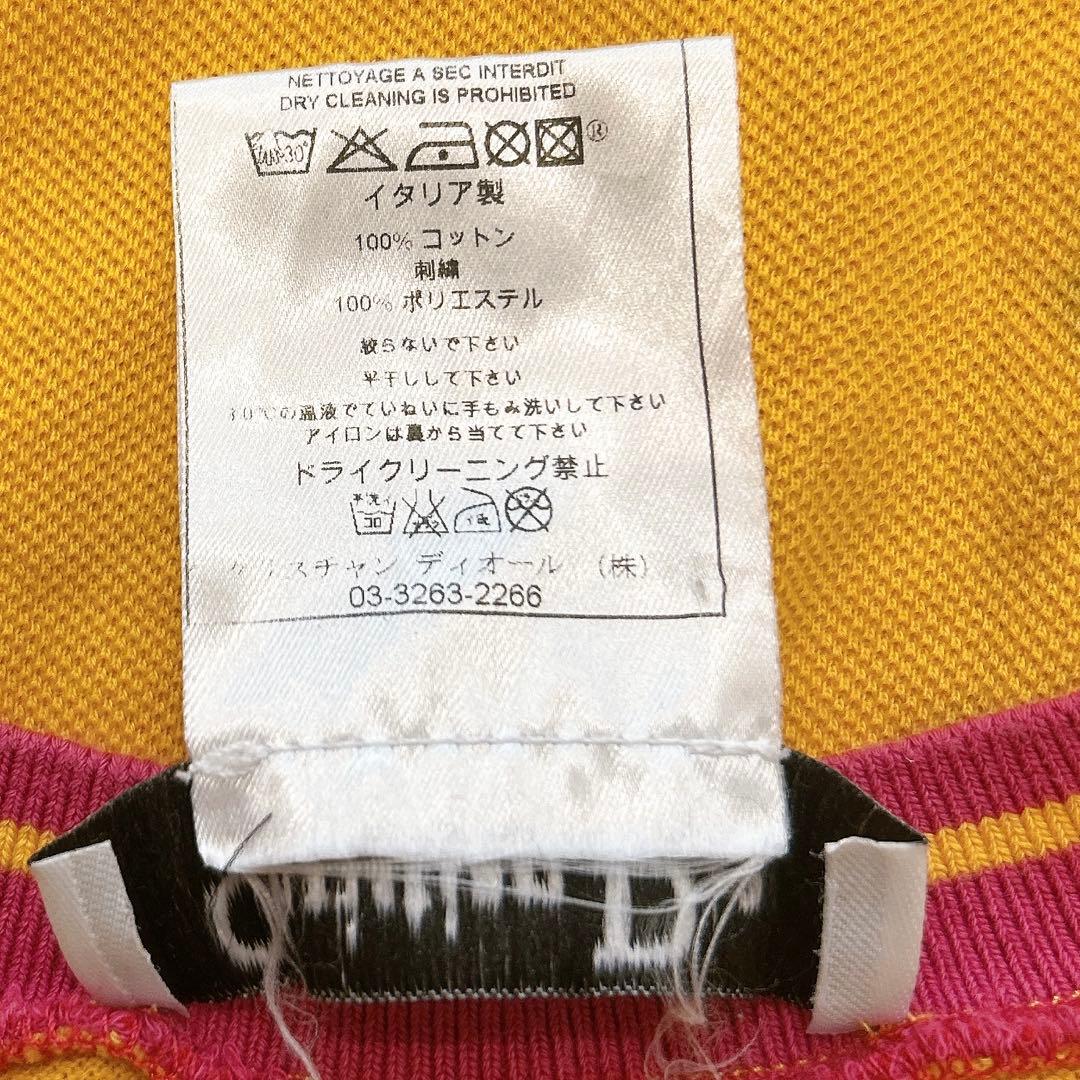 NETTOYAGE A SEC INTERDIT
DRY CLEANING IS PROHIBITED
®
イタリア製
100% コットン
刺繍
100% ポリエステル
絞らないで下さい
平干しして下さい
30℃の温液でていねいに手もみ洗いして下さい
アイロンは裏から当てて下さい
ドライクリーニング禁止
クリスチャン ディオール (株)
03-3263-2266